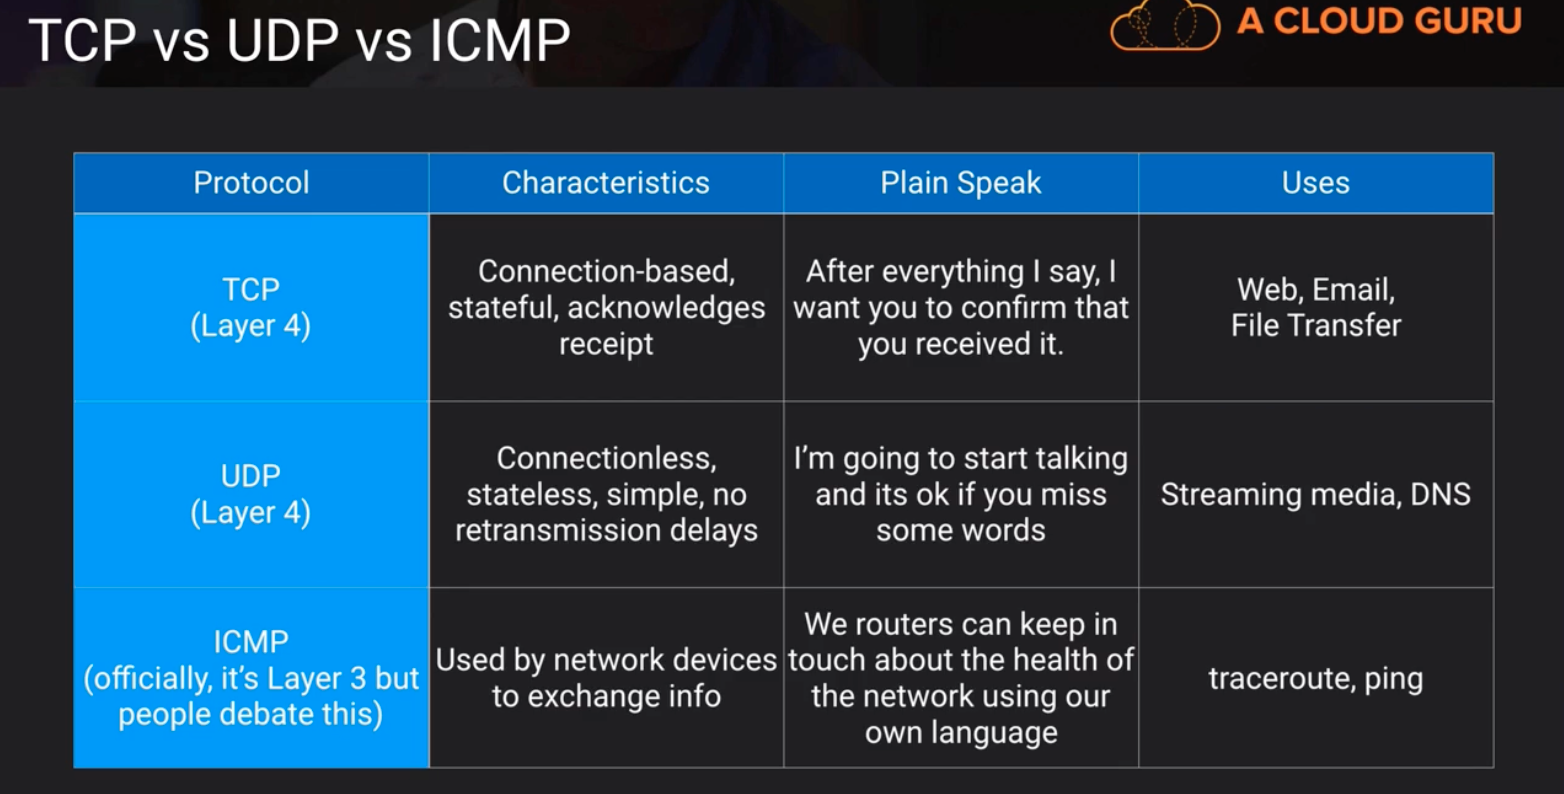 TCP vs UDP vs ICMP
A CLOUD GURU
Protocol
Characteristics
Plain Speak
Uses
TCP
(Layer 4)
Connection-based,
stateful, acknowledges
receipt
After everything I say, I
want you to confirm that
you received it.
Web, Email,
File Transfer
UDP
(Layer 4)
Connectionless,
stateless, simple, no
retransmission delays
I'm going to start talking
and its ok if you miss
some words
Streaming media, DNS
ICMP
(officially, it's Layer 3 but
people debate this)
Used by network devices
to exchange info
We routers can keep in
touch about the health of
the network using our
own language
traceroute, ping